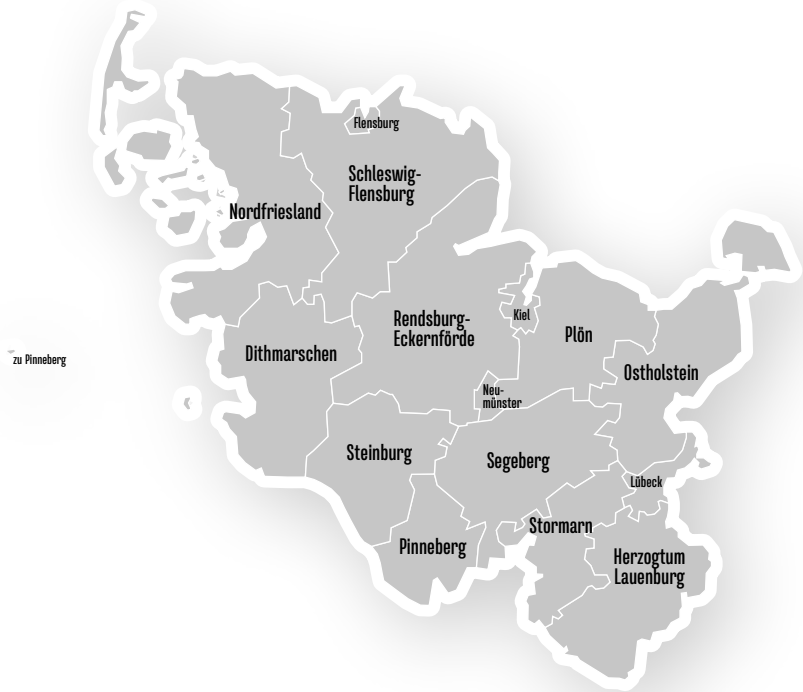 Flensburg
Schleswig-
Flensburg
Nordfriesland
Kiel
Rendsburg-
Eckernförde
Plön
Dithmarschen
zu Pinneberg
Ostholstein
Neu-
münster
Steinburg
Segeberg
Lübeck
Stormarn
Pinneberg
Herzogtum
Lauenburg